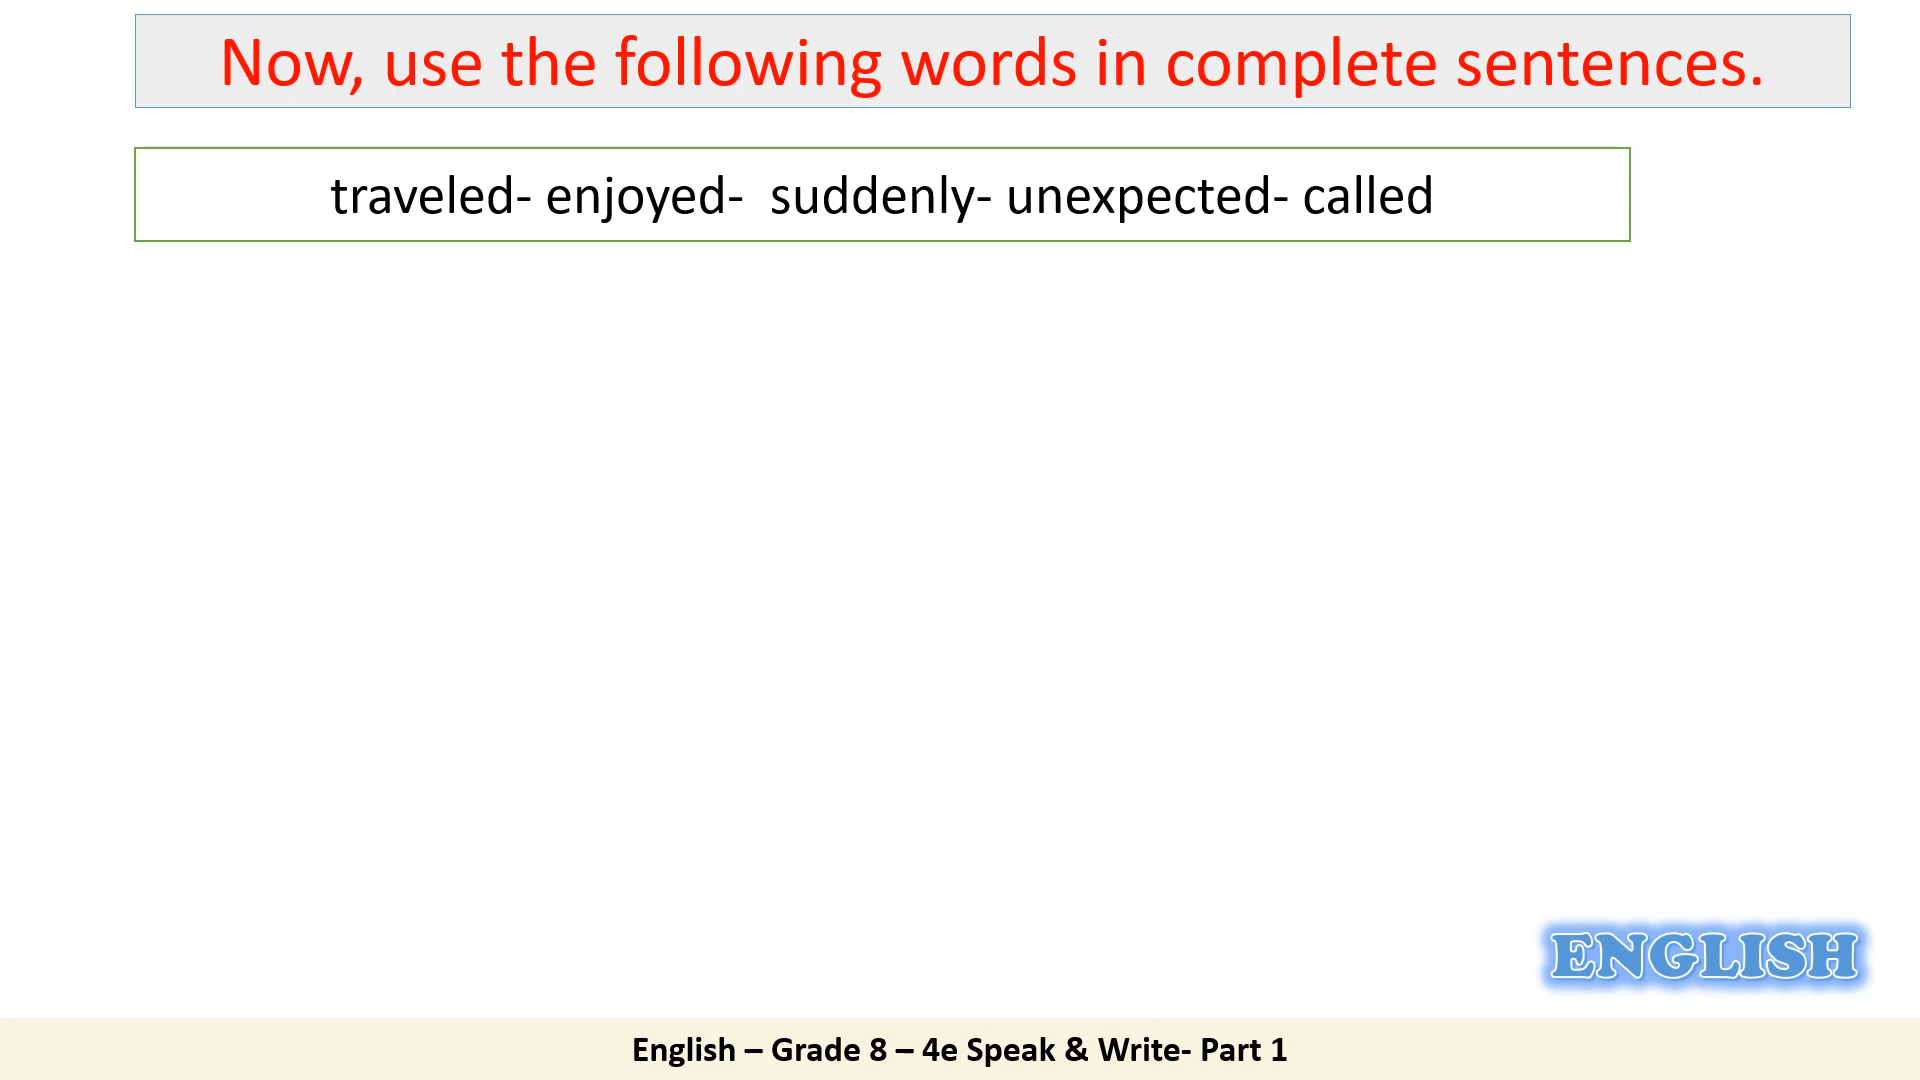 Now, use the following words in complete sentences.
traveled- enjoyed-  suddenly- unexpected- called
ENGLISH
English – Grade 8 – 4e Speak & Write- Part 1